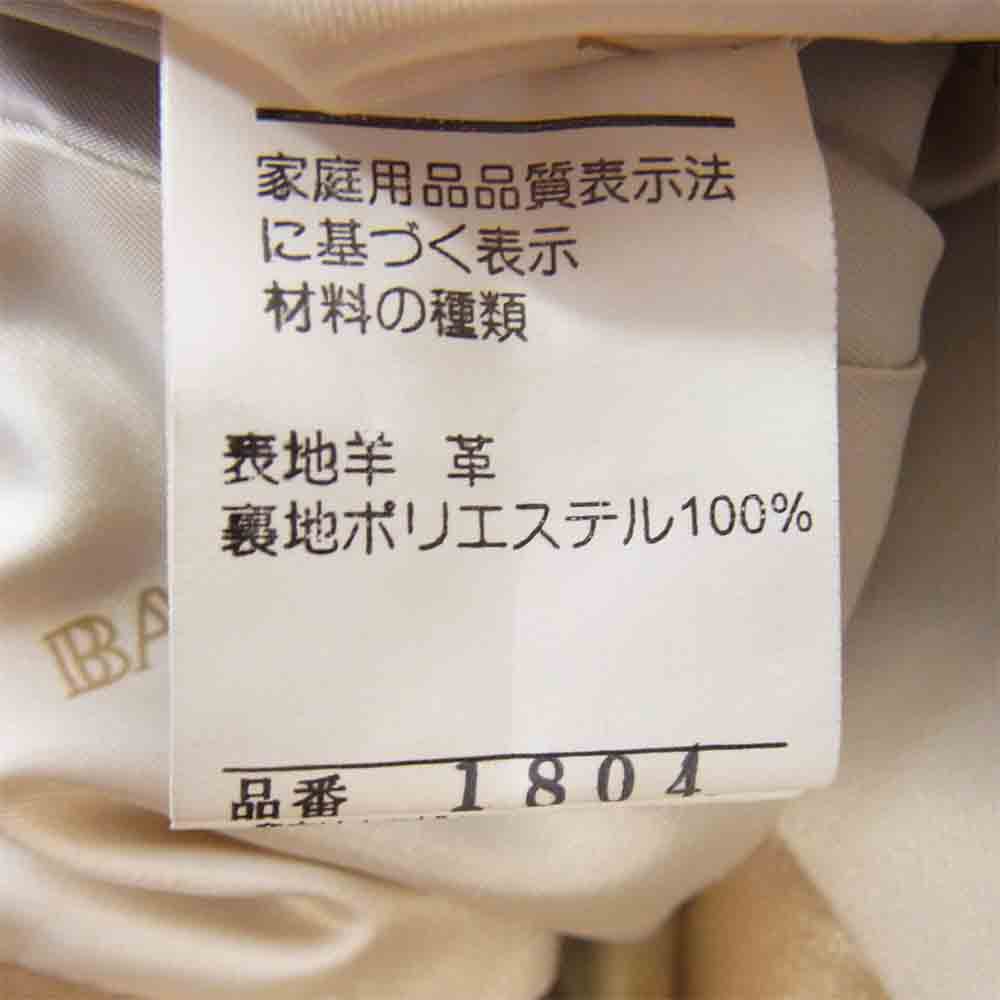 家庭用品品質表示法
に基づく表示
材料の種類
表地羊 革
裏地ポリエステル100%
BA
品番 1804